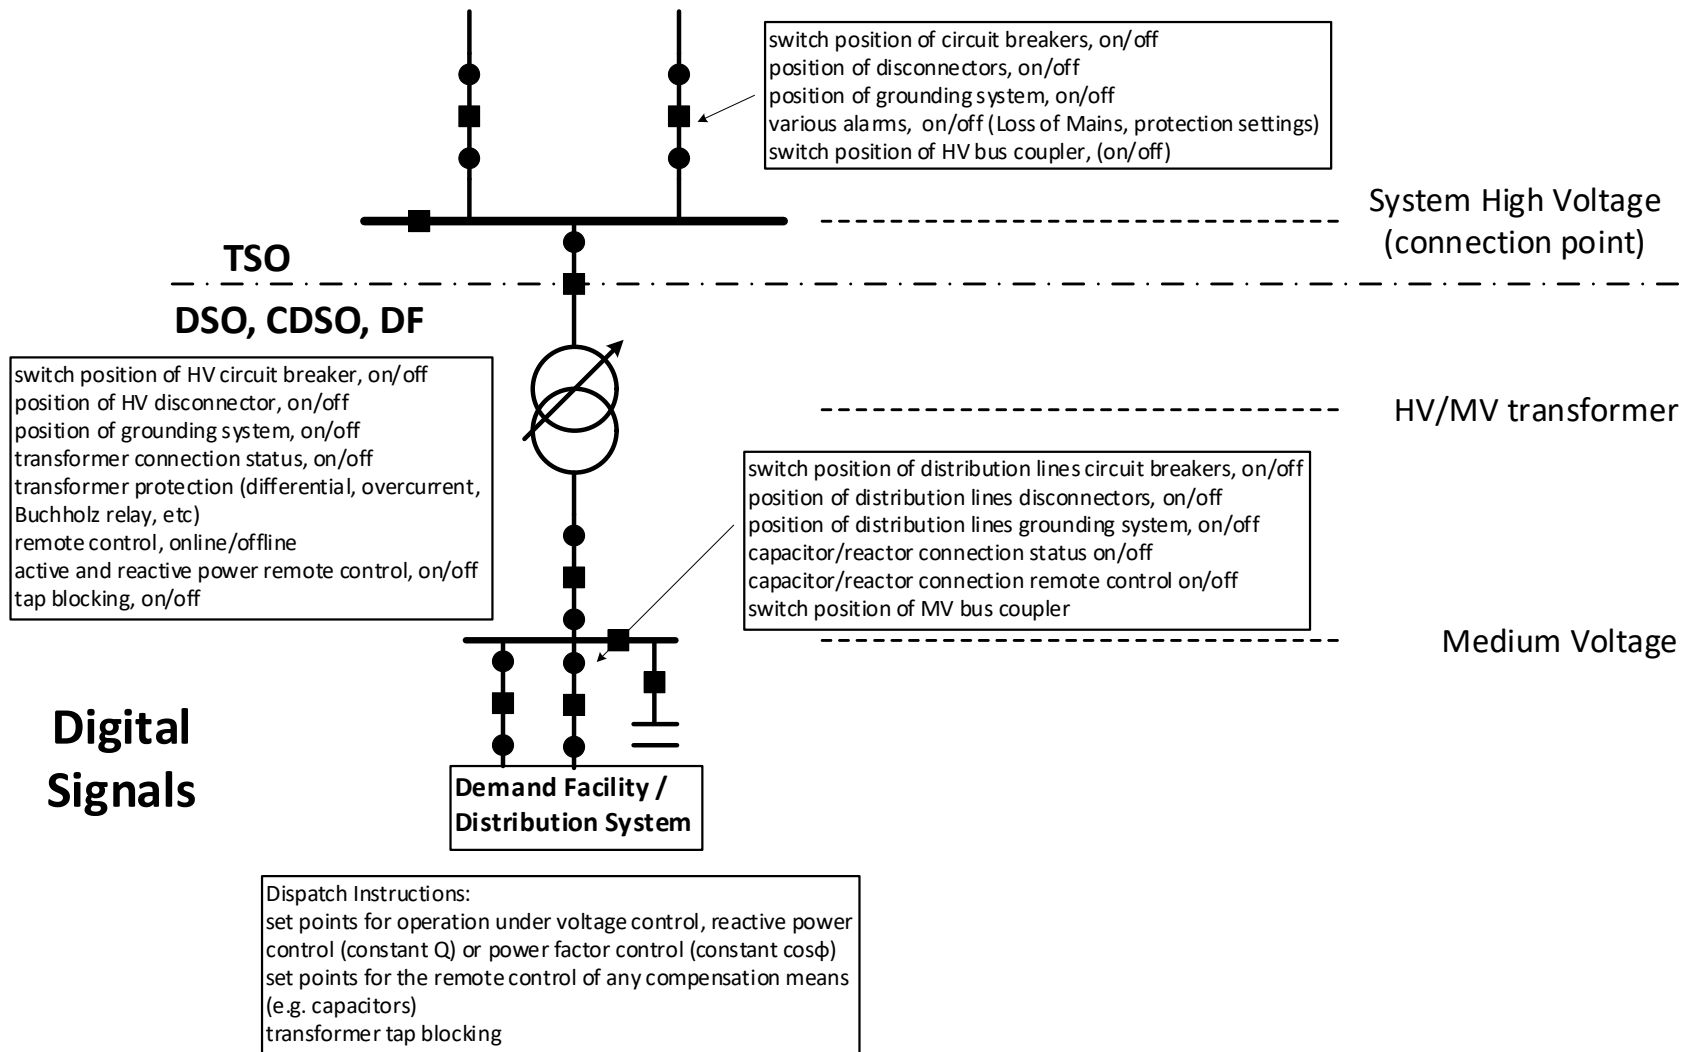 switch position of circuit breakers, on/off
position of disconnectors, on/off
position of grounding system, on/off
various alarms,  on/off (Loss of Mains, protection settings)
switch position of HV bus coupler, (on/off)
System High Voltage
(connection point)
TSO
DSO, CDSO, DF
switch position of HV circuit breaker, on/off
position of HV disconnector, on/off
position of grounding system, on/off
transformer connection status, on/off
transformer protection (differential, overcurrent,
Buchholz relay, etc)
remote control, online/offline
active and reactive power remote control, on/off
tap blocking, on/off
HV/MV transformer
switch position of distribution lines circuit breakers, on/off
position of distribution lines disconnectors, on/off
position of distribution lines grounding system, on/off
capacitor/reactor connection status on/off
capacitor/reactor connection remote control on/off
switch position of MV bus coupler
Medium Voltage
Digital
Signals
Demand Facility /
Distribution System
Dispatch Instructions:
set points for operation under voltage control, reactive power
control (constant Q) or power factor control (constant cosφ)
set points for the remote control of any compensation means
(e.g. capacitors)
transformer tap blocking